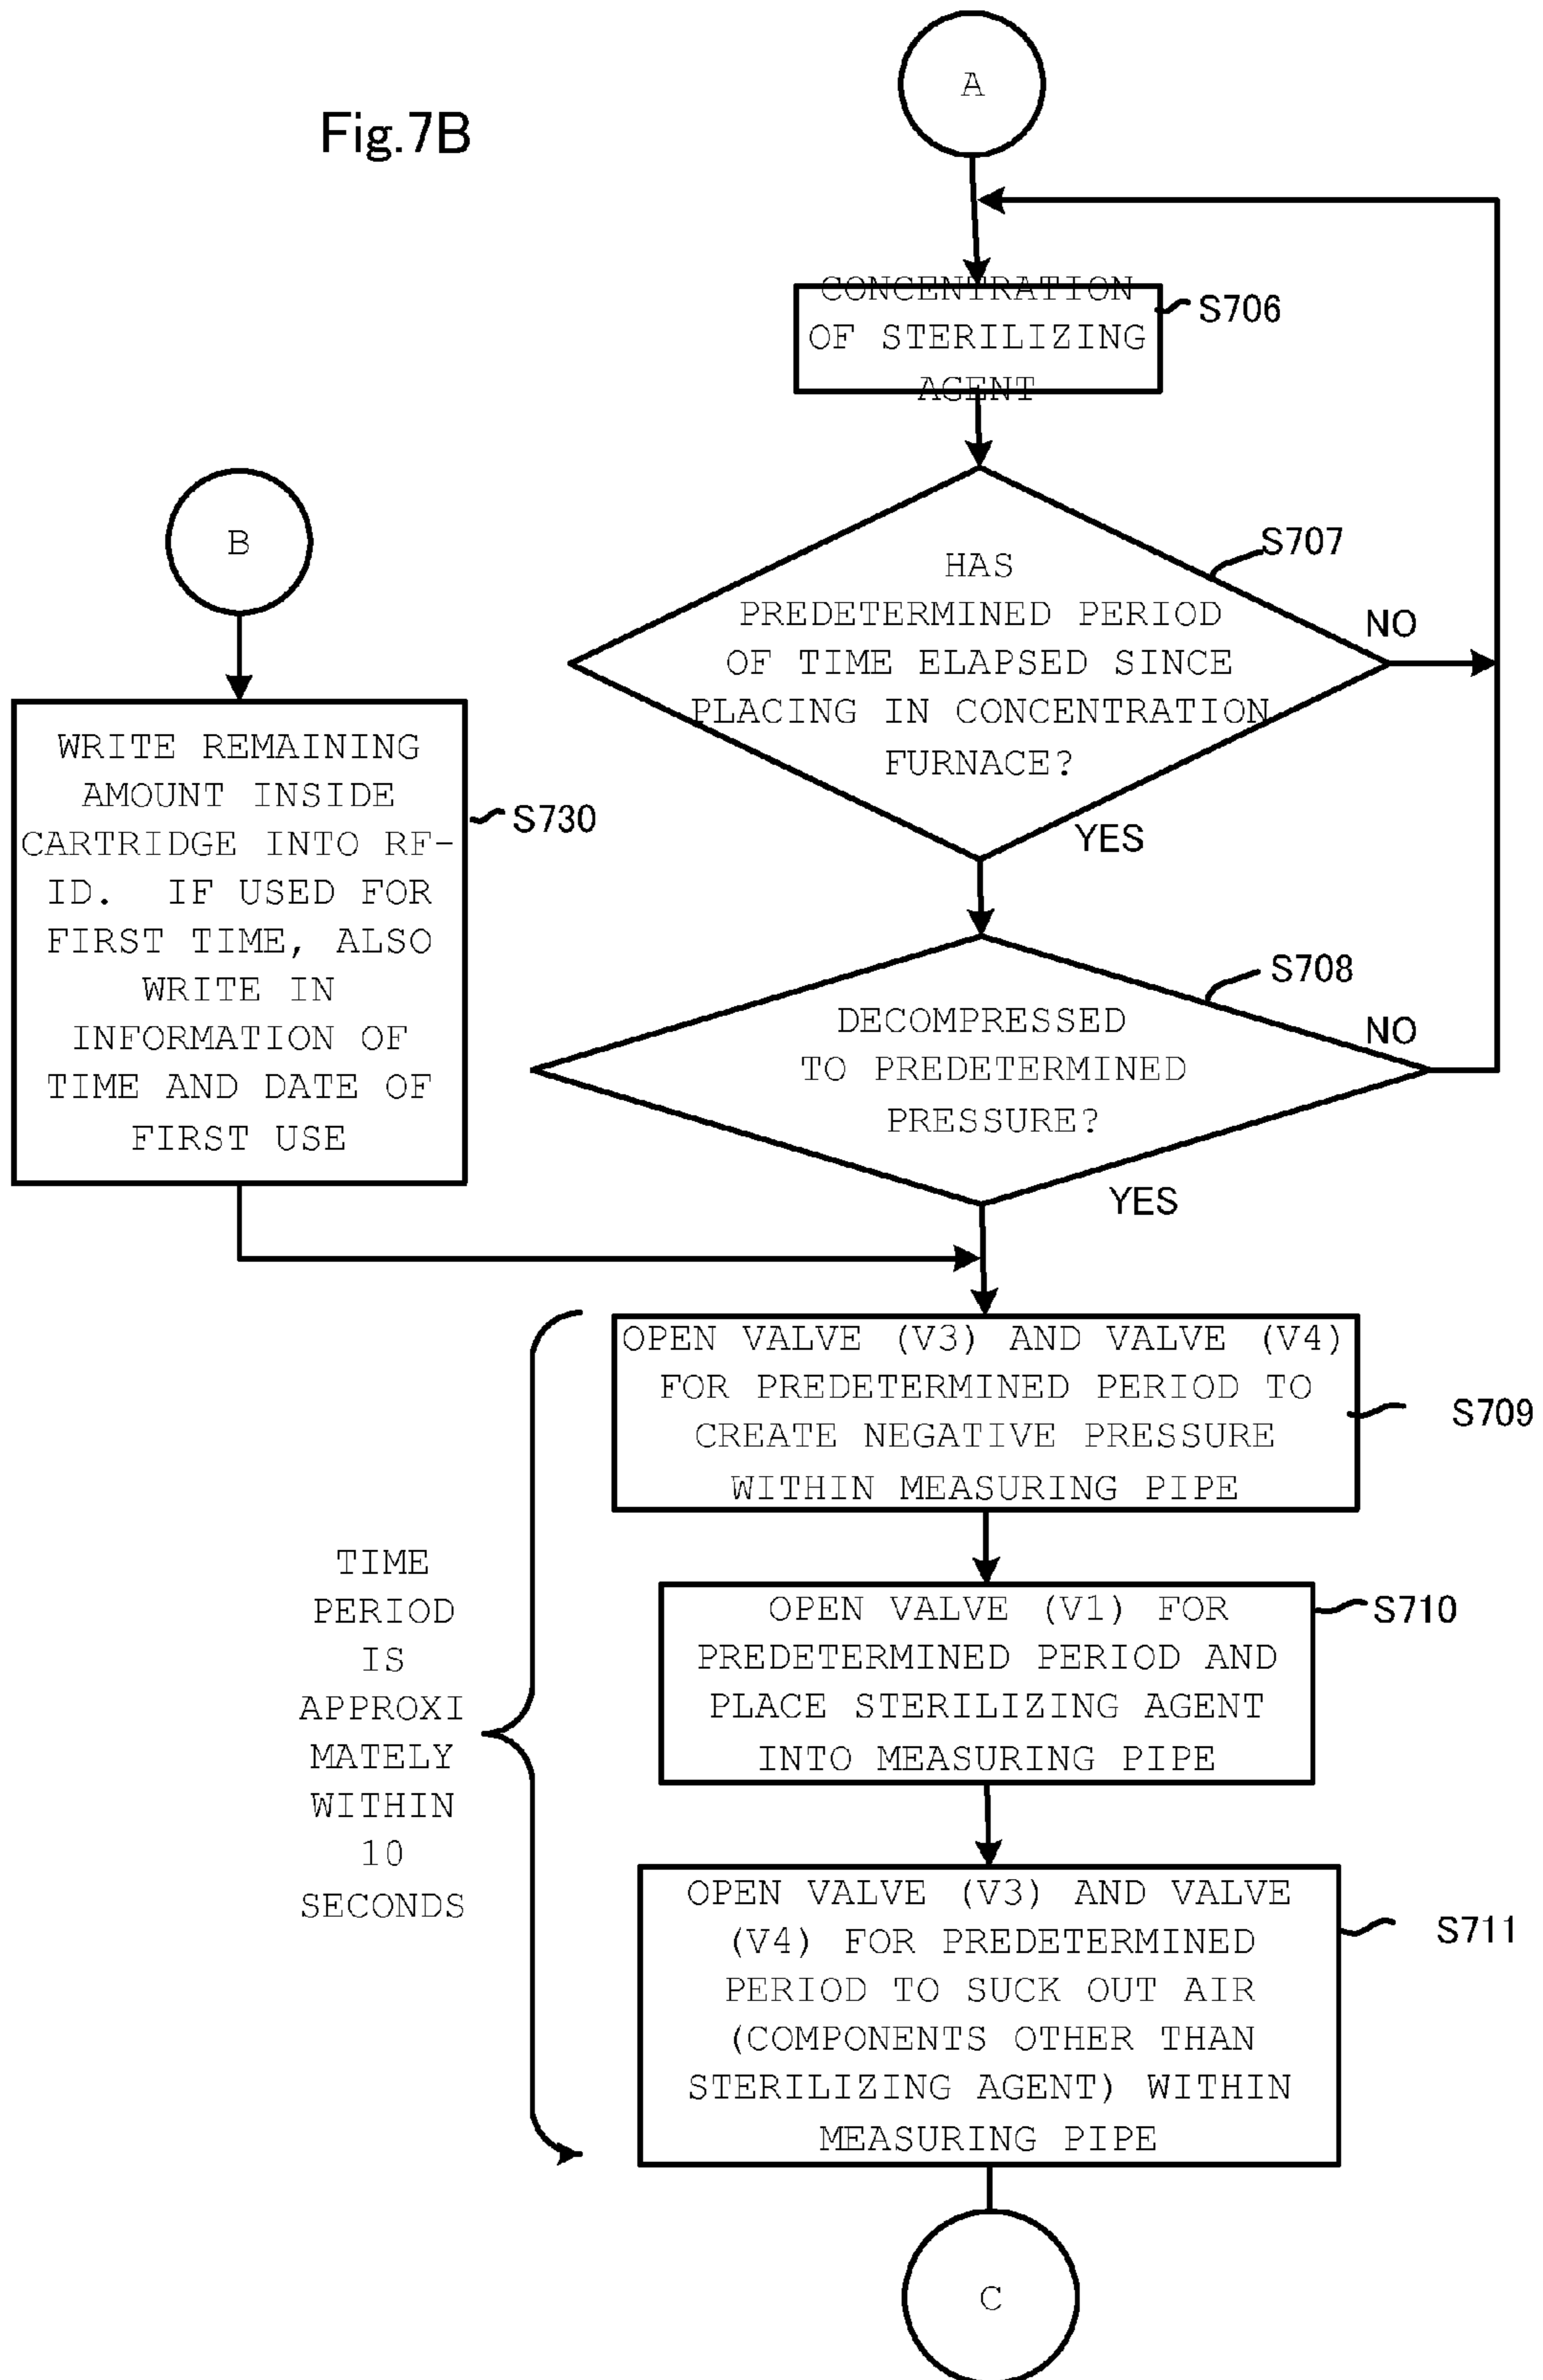 Fig.7B
A
CONCENTRATION
OF STERILIZING
AGENT
S706
HAS
PREDETERMINED PERIOD
OF TIME ELAPSED SINCE
PLACING IN CONCENTRATION
FURNACE?
S707
NO
YES
B
WRITE REMAINING
AMOUNT INSIDE
CARTRIDGE INTO RF-
ID. IF USED FOR
FIRST TIME, ALSO
WRITE IN
INFORMATION OF
TIME AND DATE OF
FIRST USE
S730
DECOMPRESSED
TO PREDETERMINED
PRESSURE?
S708
NO
YES
OPEN VALVE (V3) AND VALVE (V4)
FOR PREDETERMINED PERIOD TO
CREATE NEGATIVE PRESSURE
WITHIN MEASURING PIPE
S709
TIME
PERIOD
IS
APPROXI
MATELY
WITHIN
10
SECONDS
OPEN VALVE (V1) FOR
PREDETERMINED PERIOD AND
PLACE STERILIZING AGENT
INTO MEASURING PIPE
S710
OPEN VALVE (V3) AND VALVE
(V4) FOR PREDETERMINED
PERIOD TO SUCK OUT AIR
(COMPONENTS OTHER THAN
STERILIZING AGENT) WITHIN
MEASURING PIPE
S711
C